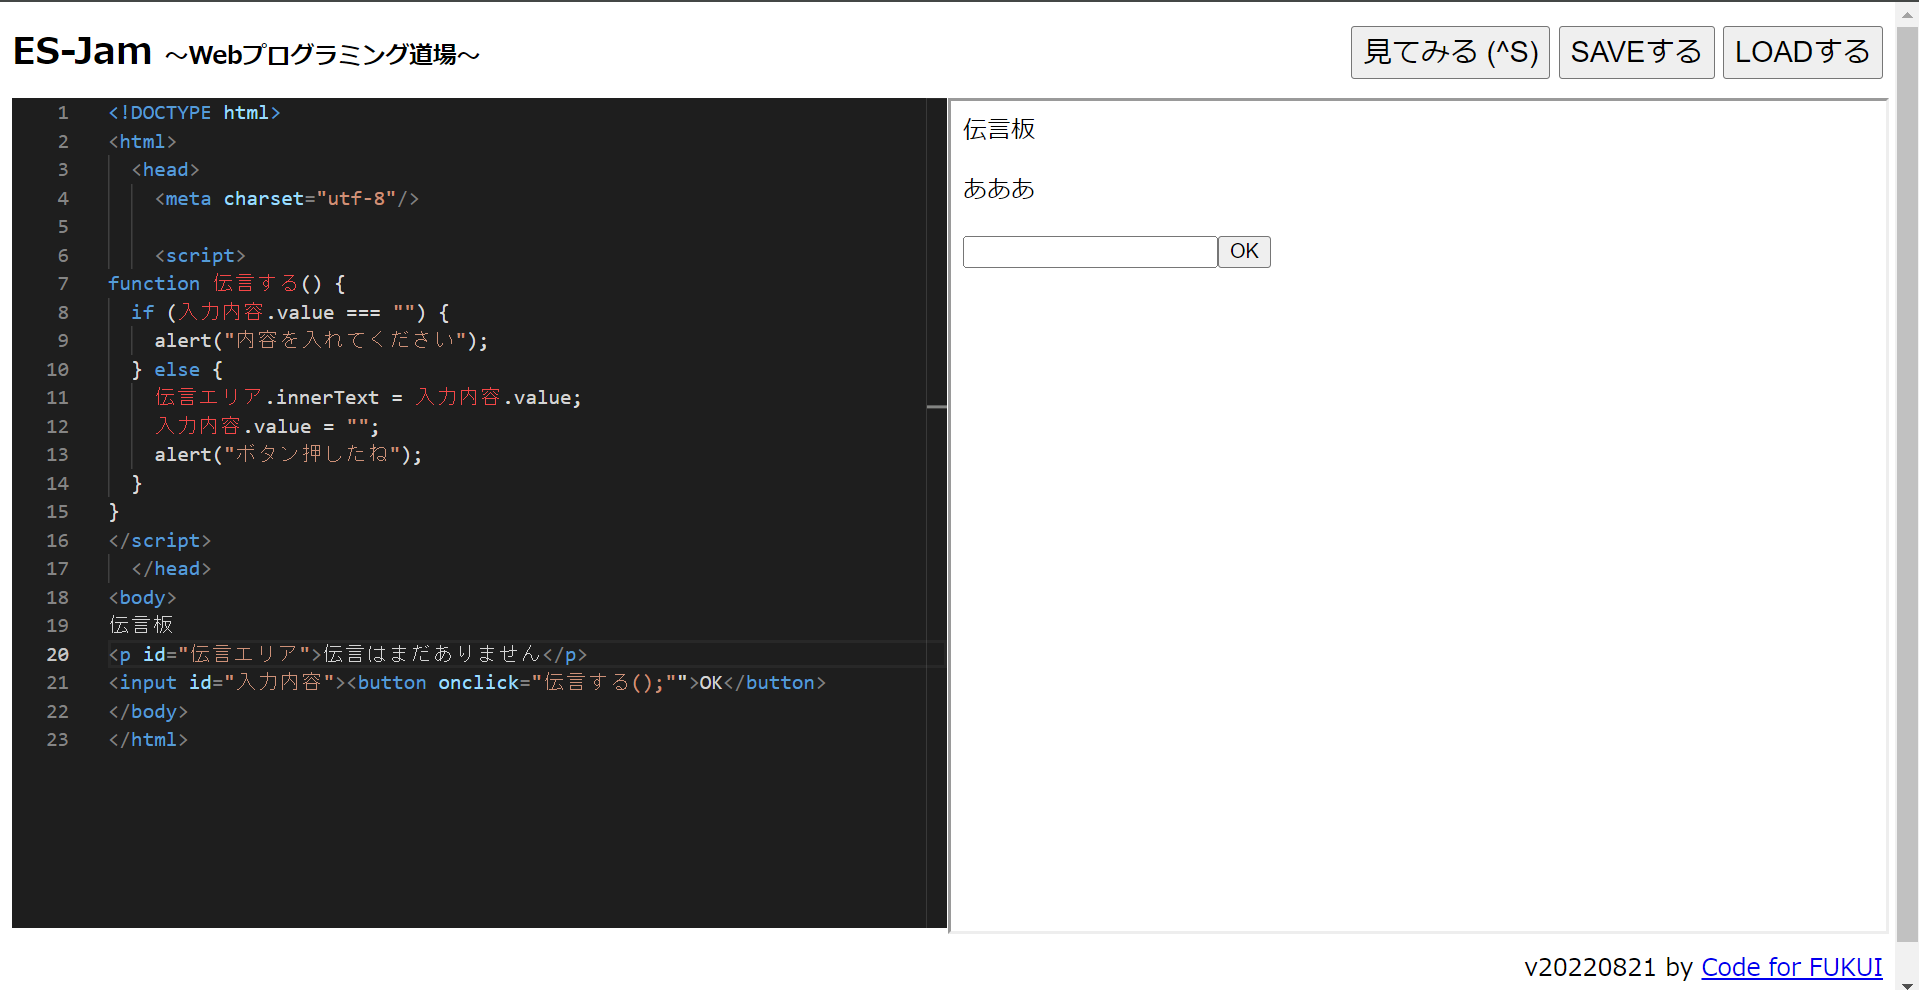 ES-Jam ～Webプログラミング道場～
見てみる (^S) SAVEする LOADする
1 <!DOCTYPE html>
2 <html>
3 <head>
4 <meta charset="utf-8"/>
5
6 <script>
7 function 伝言する() {
8 if (入力内容.value === "") {
9 alert("内容を入れてください");
10 } else {
11 伝言エリア.innerText = 入力内容.value;
12 入力内容.value = "";
13 alert("ボタン押したね");
14 }
15 }
16 </script>
17 </head>
18 <body>
19 伝言板
20 <p id="伝言エリア">伝言はまだありません</p>
21 <input id="入力内容"><button onclick="伝言する();"">OK</button>
22 </body>
23 </html>
伝言板
あああ
OK
v20220821 by Code for FUKUI